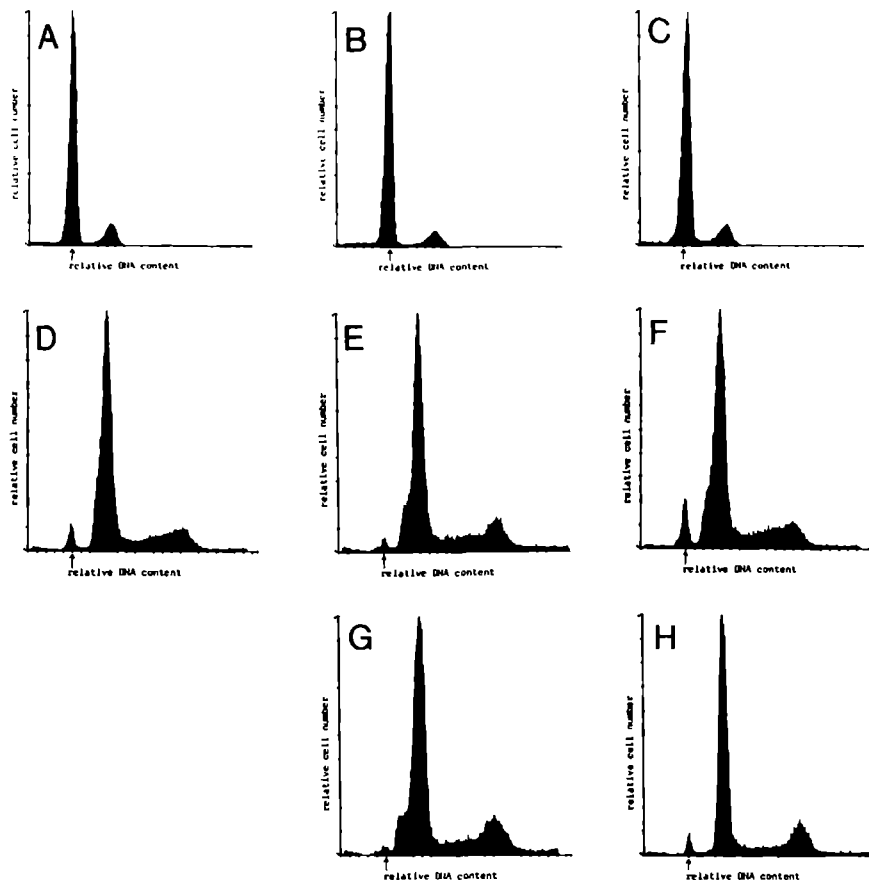 A
relative cell number
relative DNA content
B
relative cell number
relative DNA content
C
relative cell number
relative DNA content
D
relative cell number
relative DNA content
E
relative cell number
relative DNA content
F
relative cell number
relative DNA content
G
relative cell number
relative DNA content
H
relative cell number
relative DNA content